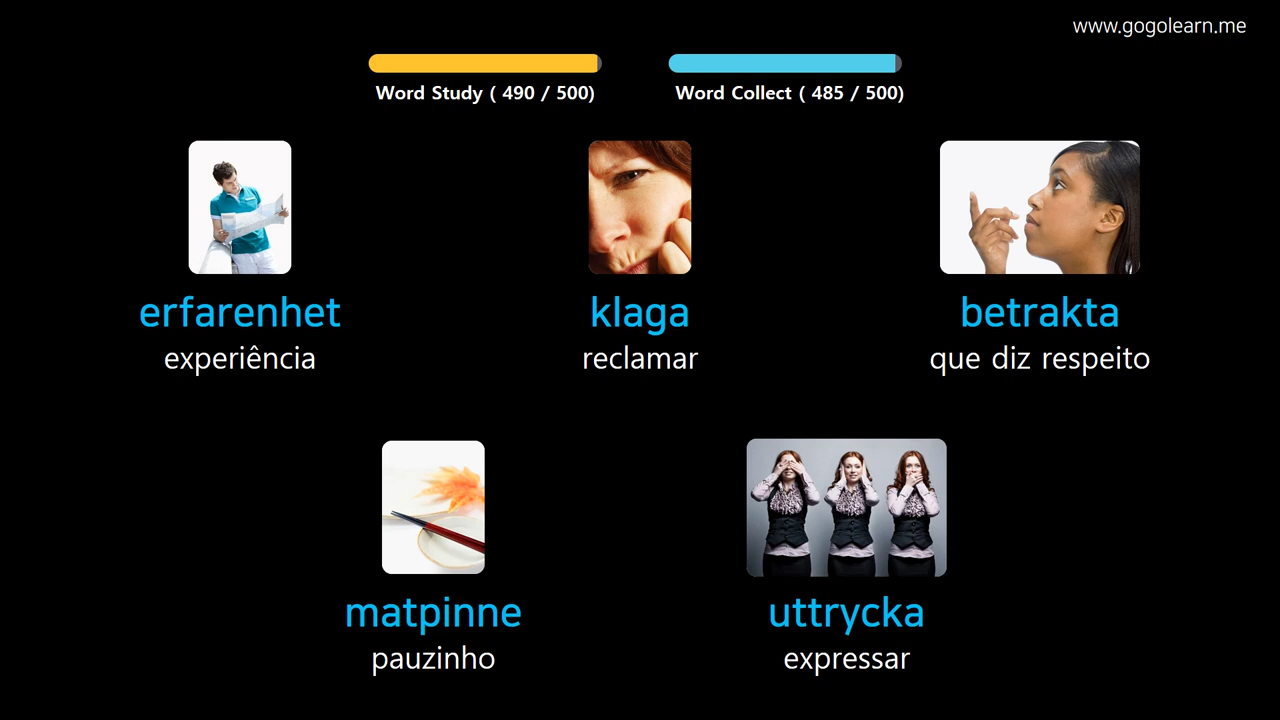 www.gogolearn.me
Word Study ( 490 / 500)
Word Collect ( 485 / 500)
erfarenhet
experiência
klaga
reclamar
betrakta
que diz respeito
matpinne
pauzinho
uttrycka
expressar